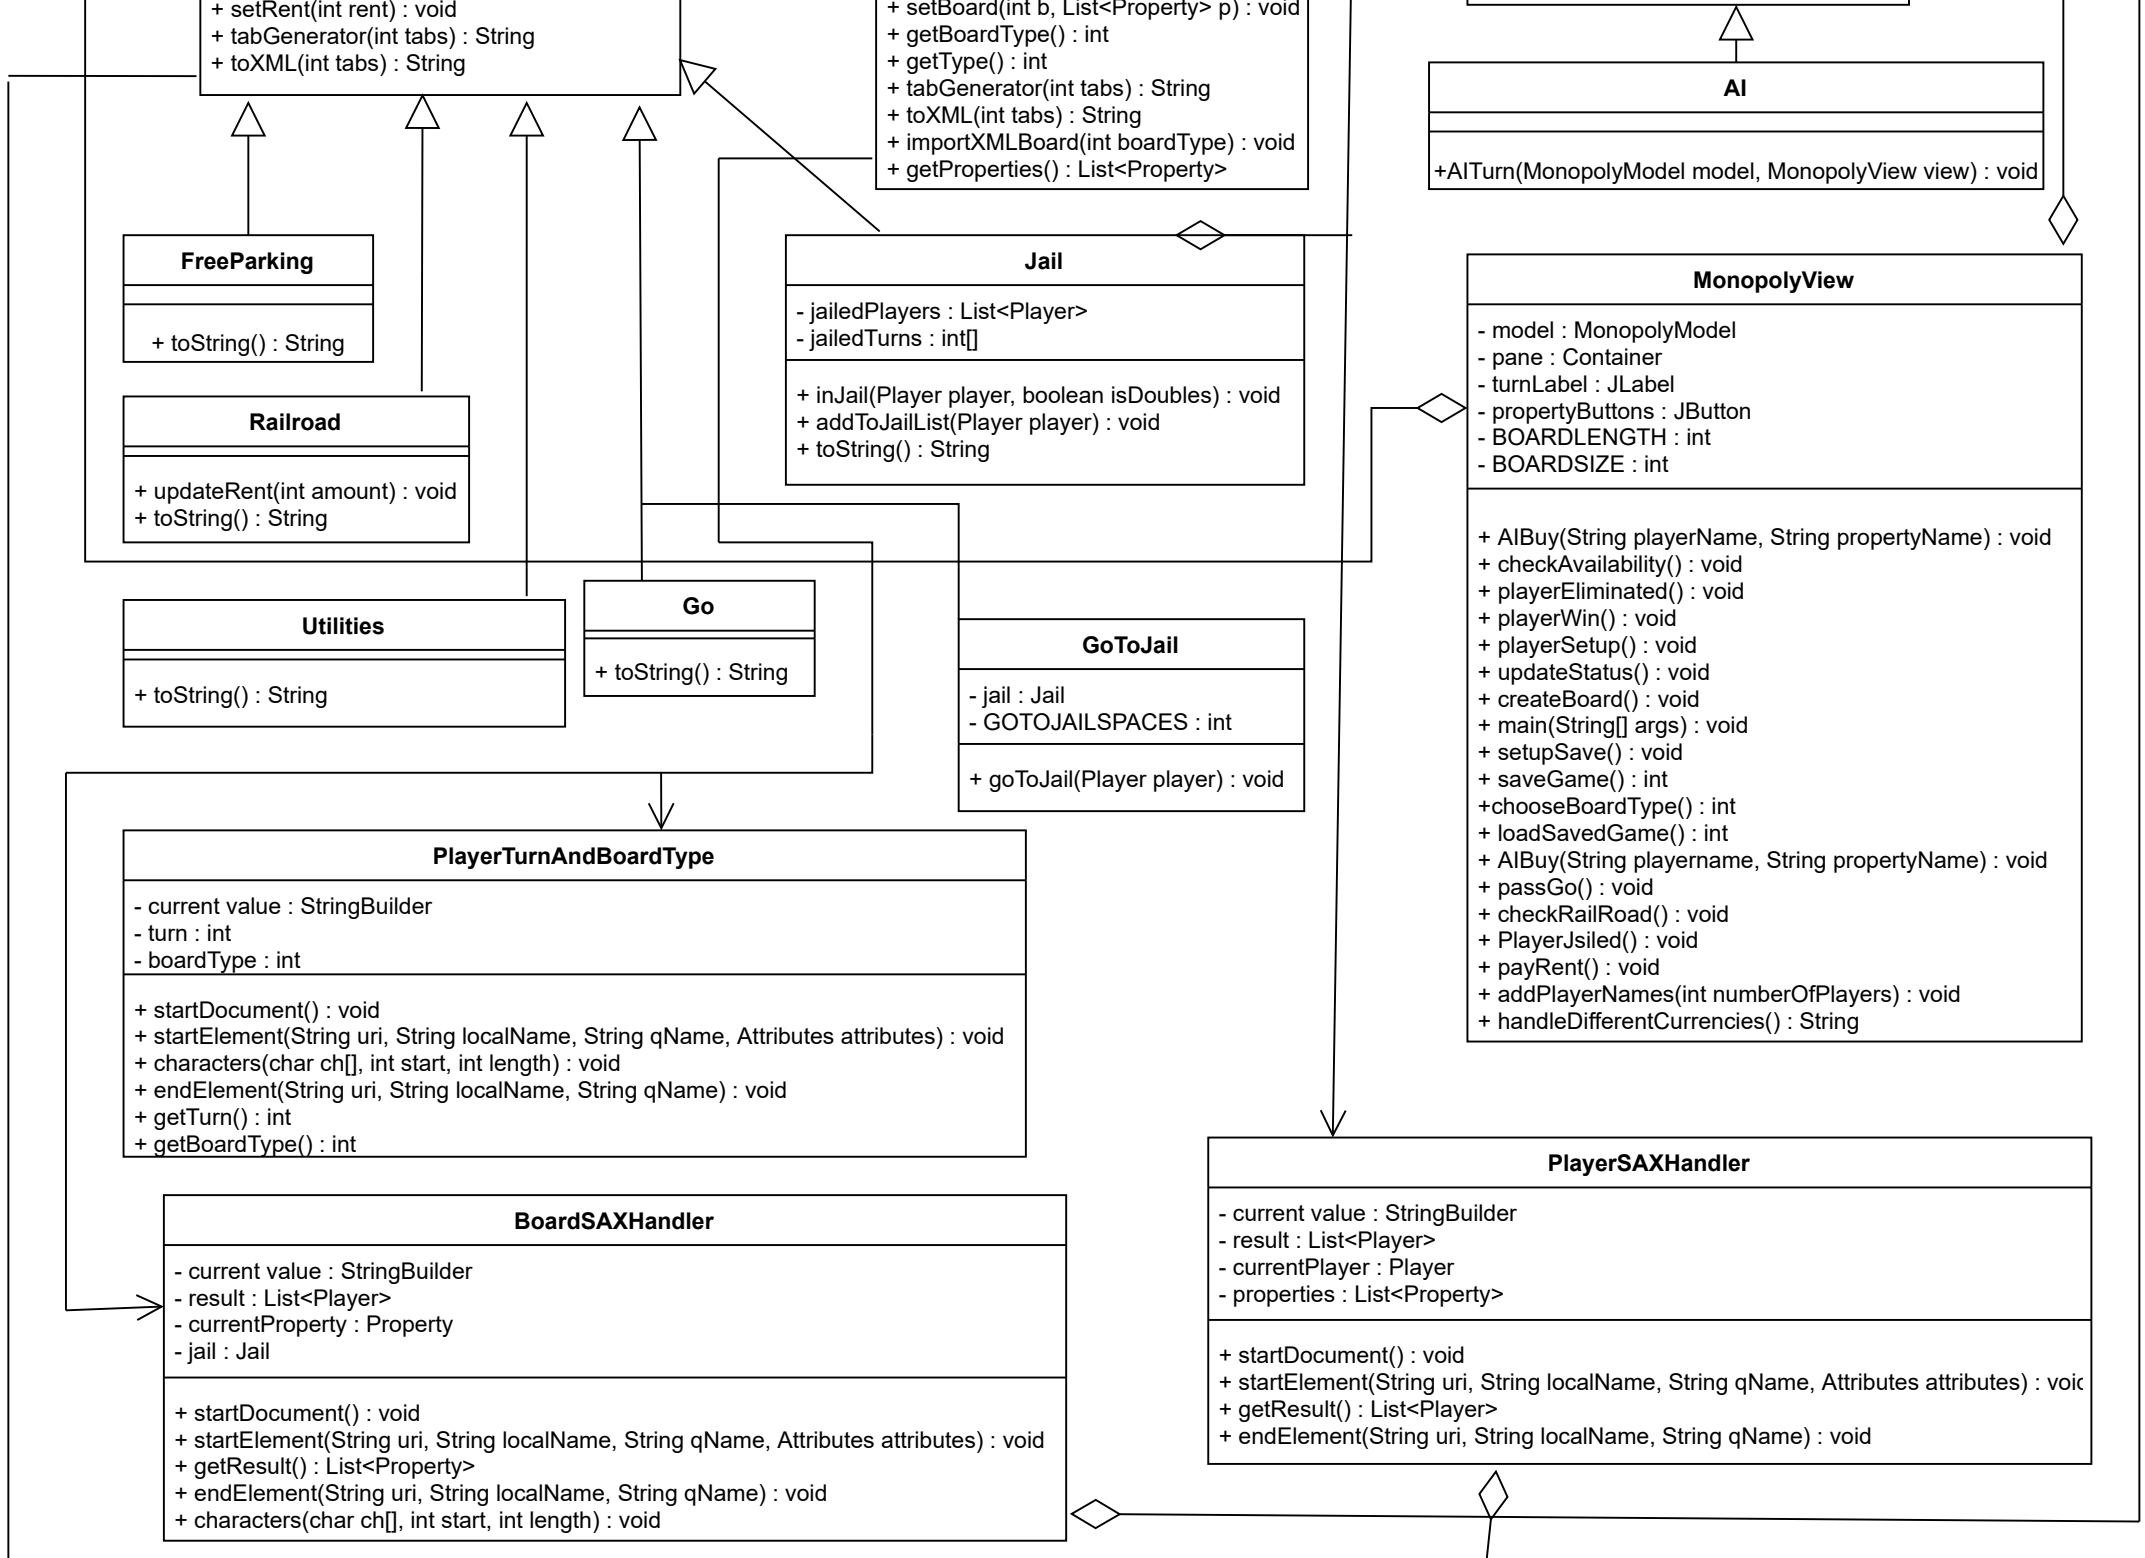 + setRent(int rent) : void
+ tabGenerator(int tabs) : String
+ toXML(int tabs) : String
+ setBoard(int b, List<Property> p) : void
+ getBoardType() : int
+ getType() : int
+ tabGenerator(int tabs) : String
+ toXML(int tabs) : String
+ importXMLBoard(int boardType) : void
+ getProperties() : List<Property>
AI
+AITurn(MonopolyModel model, MonopolyView view) : void
FreeParking
+ toString() : String
Jail
- jailedPlayers : List<Player>
- jailedTurns : int[]
+ inJail(Player player, boolean isDoubles) : void
+ addToJailList(Player player) : void
+ toString() : String
MonopolyView
- model : MonopolyModel
- pane : Container
- turnLabel : JLabel
- propertyButtons : JButton
- BOARDLENGTH : int
- BOARDSIZE : int
+ AIBuy(String playerName, String propertyName) : void
+ checkAvailability() : void
+ playerEliminated() : void
+ playerWin() : void
+ playerSetup() : void
+ updateStatus() : void
+ createBoard() : void
+ main(String[] args) : void
+ setupSave() : void
+ saveGame() : int
+chooseBoardType() : int
+ loadSavedGame() : int
+ AIBuy(String playername, String propertyName) : void
+ passGo() : void
+ checkRailRoad() : void
+ PlayerJsiled() : void
+ payRent() : void
+ addPlayerNames(int numberOfPlayers) : void
+ handleDifferentCurrencies() : String
Railroad
+ updateRent(int amount) : void
+ toString() : String
Utilities
+ toString() : String
Go
+ toString() : String
GoToJail
- jail : Jail
- GOTOJAILSPACES : int
+ goToJail(Player player) : void
PlayerTurnAndBoardType
- current value : StringBuilder
- turn : int
- boardType : int
+ startDocument() : void
+ startElement(String uri, String localName, String qName, Attributes attributes) : void
+ characters(char ch[], int start, int length) : void
+ endElement(String uri, String localName, String qName) : void
+ getTurn() : int
+ getBoardType() : int
BoardSAXHandler
- current value : StringBuilder
- result : List<Player>
- currentProperty : Property
- jail : Jail
+ startDocument() : void
+ startElement(String uri, String localName, String qName, Attributes attributes) : void
+ getResult() : List<Property>
+ endElement(String uri, String localName, String qName) : void
+ characters(char ch[], int start, int length) : void
PlayerSAXHandler
- current value : StringBuilder
- result : List<Player>
- currentPlayer : Player
- properties : List<Property>
+ startDocument() : void
+ startElement(String uri, String localName, String qName, Attributes attributes) : void
+ getResult() : List<Player>
+ endElement(String uri, String localName, String qName) : void